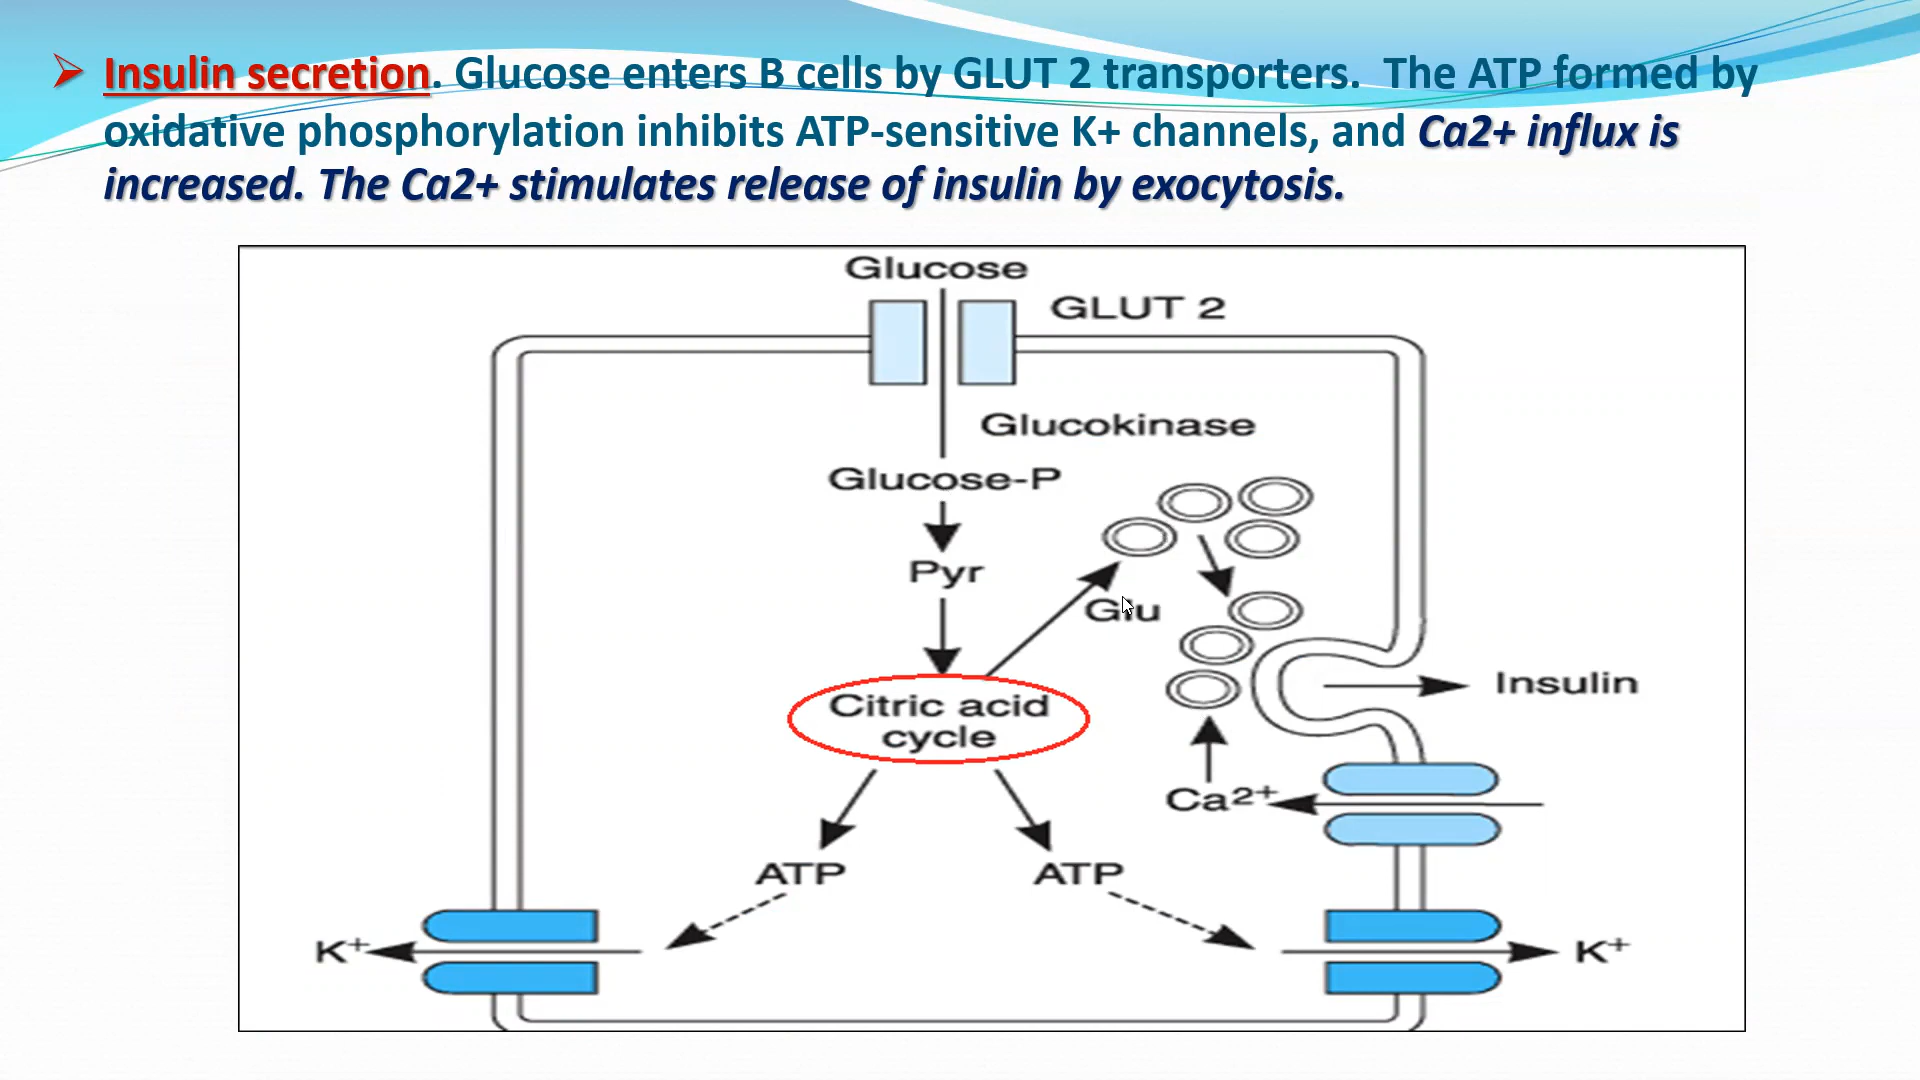 Insulin secretion. Glucose enters B cells by GLUT 2 transporters. The ATP formed by
oxidative phosphorylation inhibits ATP-sensitive K+ channels, and Ca2+ influx is
increased. The Ca2+ stimulates release of insulin by exocytosis.
Glucose
GLUT 2
Glucokinase
Glucose-P
Pyr
Glu
Citric acid
cycle
Insulin
Ca²⁺
ATP
ATP
K⁺
K⁺